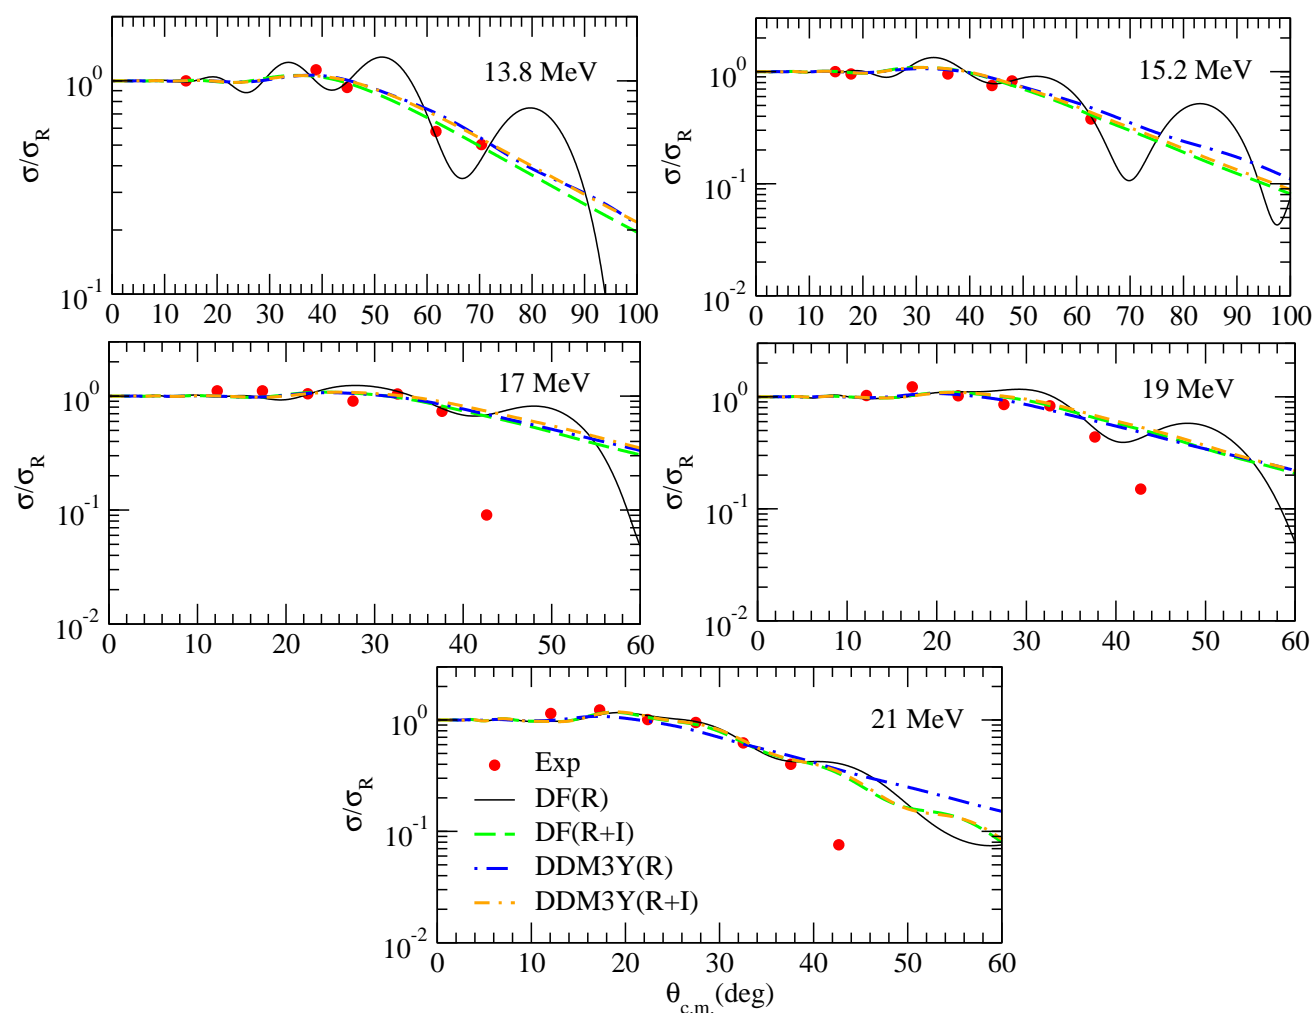 13.8 MeV
σ/σ_R
10^0
10^-1
0 10 20 30 40 50 60 70 80 90 100
15.2 MeV
σ/σ_R
10^0
10^-1
10^-2
0 10 20 30 40 50 60 70 80 90 100
17 MeV
σ/σ_R
10^0
10^-1
10^-2
0 10 20 30 40 50 60
19 MeV
σ/σ_R
10^0
10^-1
10^-2
0 10 20 30 40 50 60
21 MeV
σ/σ_R
10^0
10^-1
10^-2
Exp
DF(R)
DF(R+I)
DDM3Y(R)
DDM3Y(R+I)
0 10 20 30 40 50 60
θ_c.m. (deg)